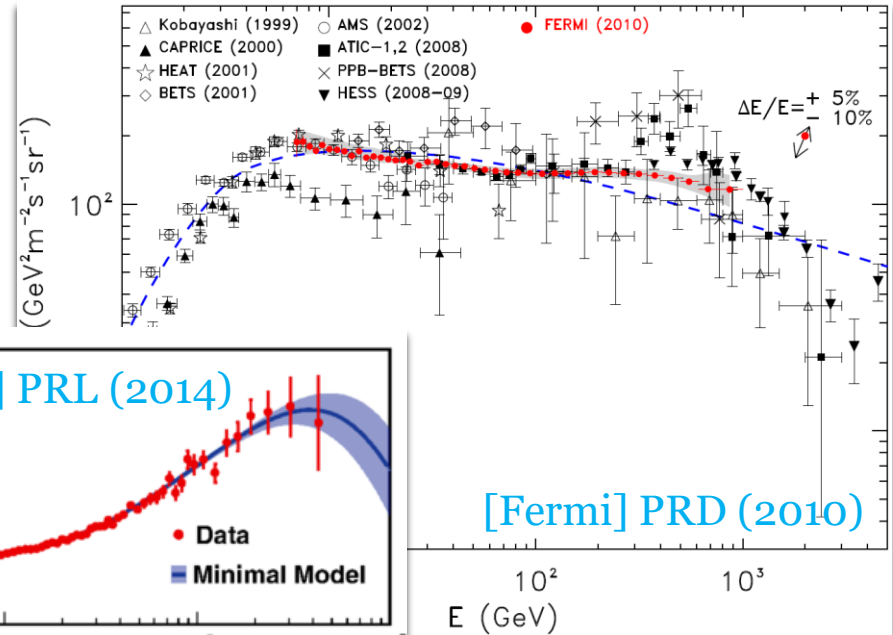 Kobayashi (1999)
CAPRICE (2000)
HEAT (2001)
BETS (2001)
AMS (2002)
ATIC-1,2 (2008)
PPB-BETS (2008)
HESS (2008-09)
FERMI (2010)
ΔE/E=+ 5%
- 10%
(GeV²m⁻²s⁻¹sr⁻¹)
10²
] PRL (2014)
Data
Minimal Model
[Fermi] PRD (2010)
10²
10³
E (GeV)